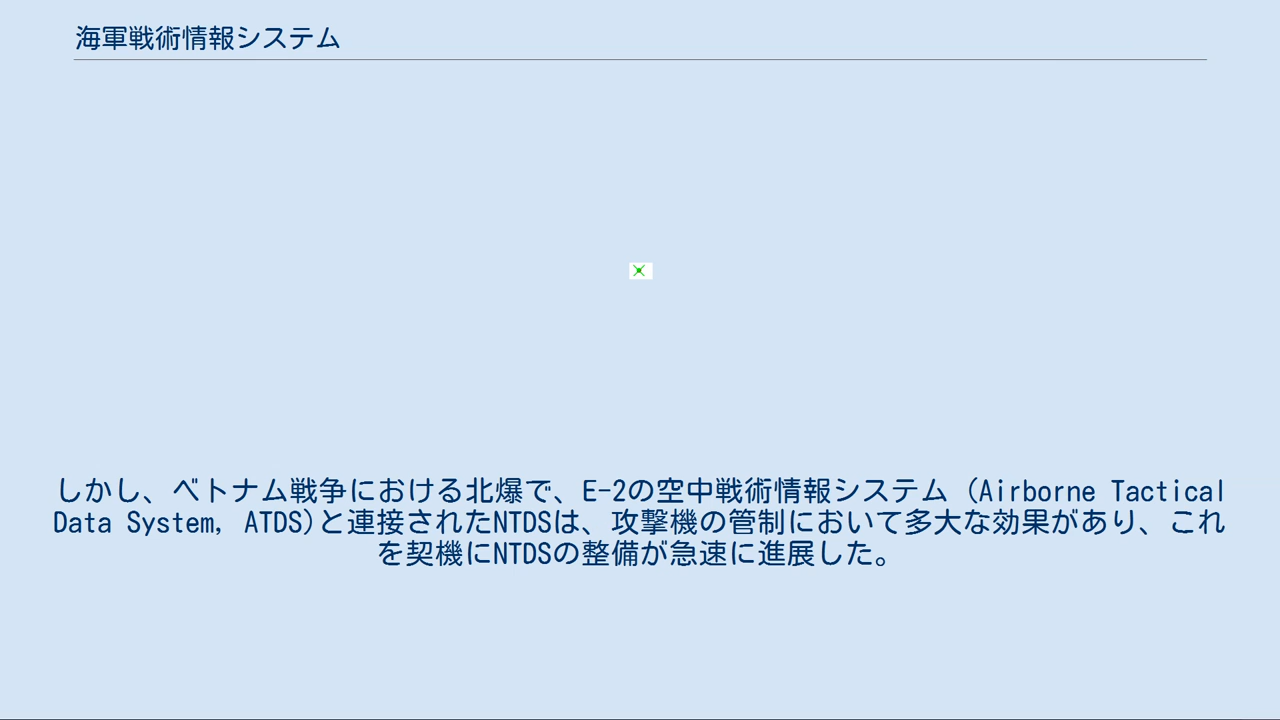 海軍戦術情報システム
しかし、ベトナム戦争における北爆で、E-2の空中戦術情報システム (Airborne Tactical
Data System, ATDS)と連接されたNTDSは、攻撃機の管制において多大な効果があり、これ
を契機にNTDSの整備が急速に進展した。